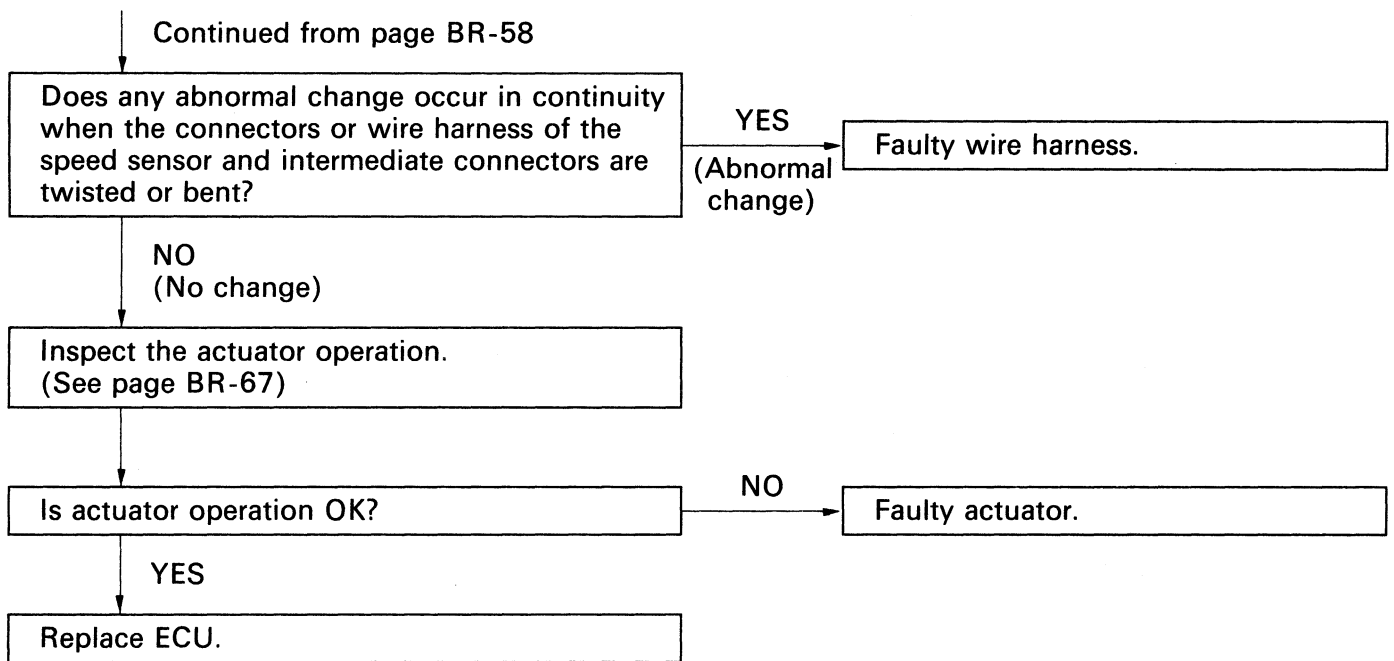 Continued from page BR-58
Does any abnormal change occur in continuity
when the connectors or wire harness of the
speed sensor and intermediate connectors are
twisted or bent?
YES
(Abnormal
change)
Faulty wire harness.
NO
(No change)
Inspect the actuator operation.
(See page BR-67)
Is actuator operation OK?
NO
Faulty actuator.
YES
Replace ECU.